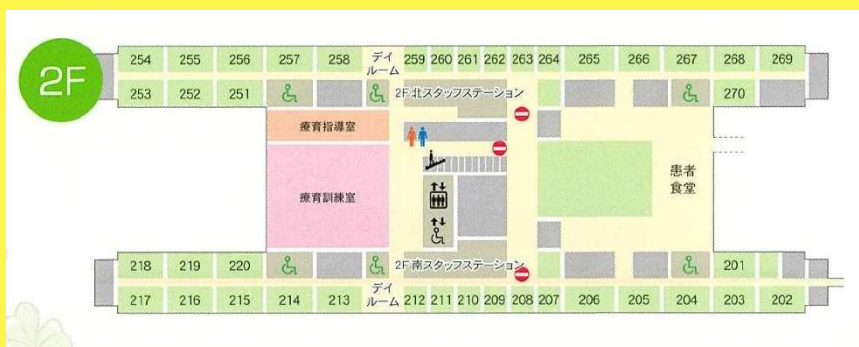 2F
254 255 256 257 258 デイ
ルーム 259 260 261 262 263 264 265 266 267 268 269
253 252 251 2F北スタッフステーション 270
療育指導室
療育訓練室
患者
食堂
218 219 220 2F南スタッフステーション 201
217 216 215 214 213 デイ
ルーム 212 211 210 209 208 207 206 205 204 203 202